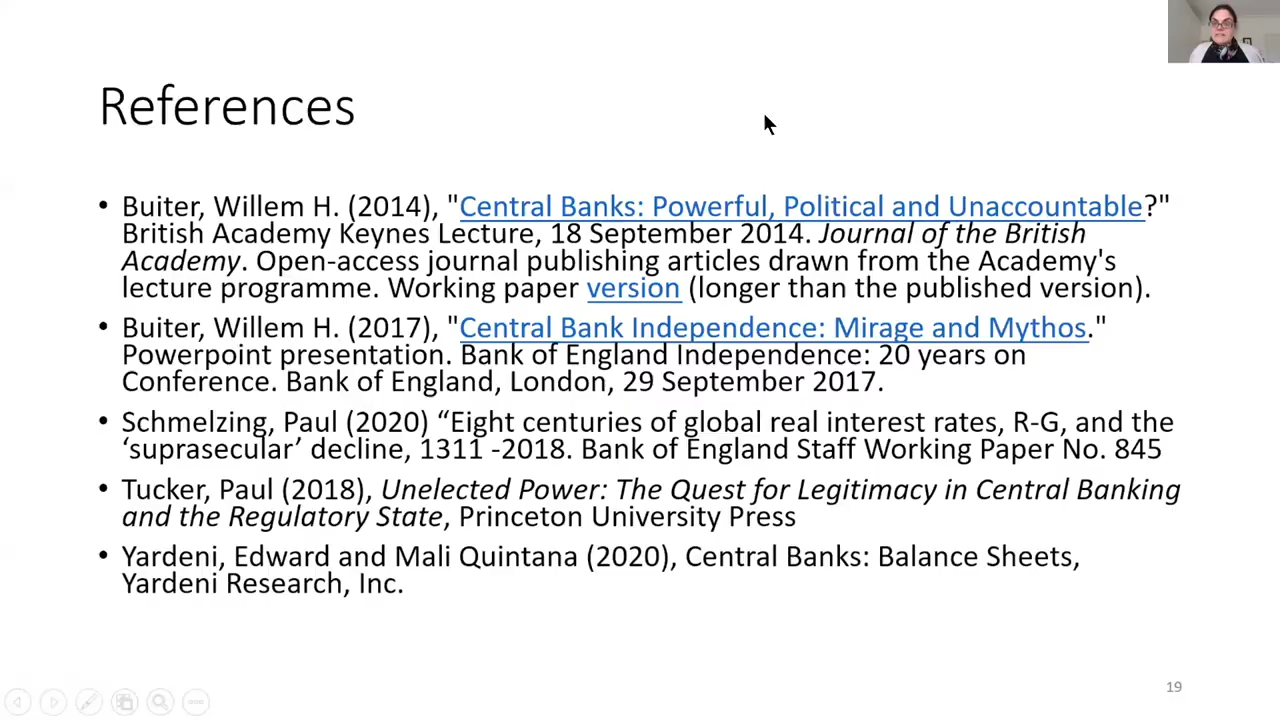 References
• Buiter, Willem H. (2014), "Central Banks: Powerful, Political and Unaccountable?"
British Academy Keynes Lecture, 18 September 2014. Journal of the British
Academy. Open-access journal publishing articles drawn from the Academy's
lecture programme. Working paper version (longer than the published version).
• Buiter, Willem H. (2017), "Central Bank Independence: Mirage and Mythos."
Powerpoint presentation. Bank of England Independence: 20 years on
Conference. Bank of England, London, 29 September 2017.
• Schmelzing, Paul (2020) “Eight centuries of global real interest rates, R-G, and the
‘suprasecular’ decline, 1311 -2018. Bank of England Staff Working Paper No. 845
• Tucker, Paul (2018), Unelected Power: The Quest for Legitimacy in Central Banking
and the Regulatory State, Princeton University Press
• Yardeni, Edward and Mali Quintana (2020), Central Banks: Balance Sheets,
Yardeni Research, Inc.
19